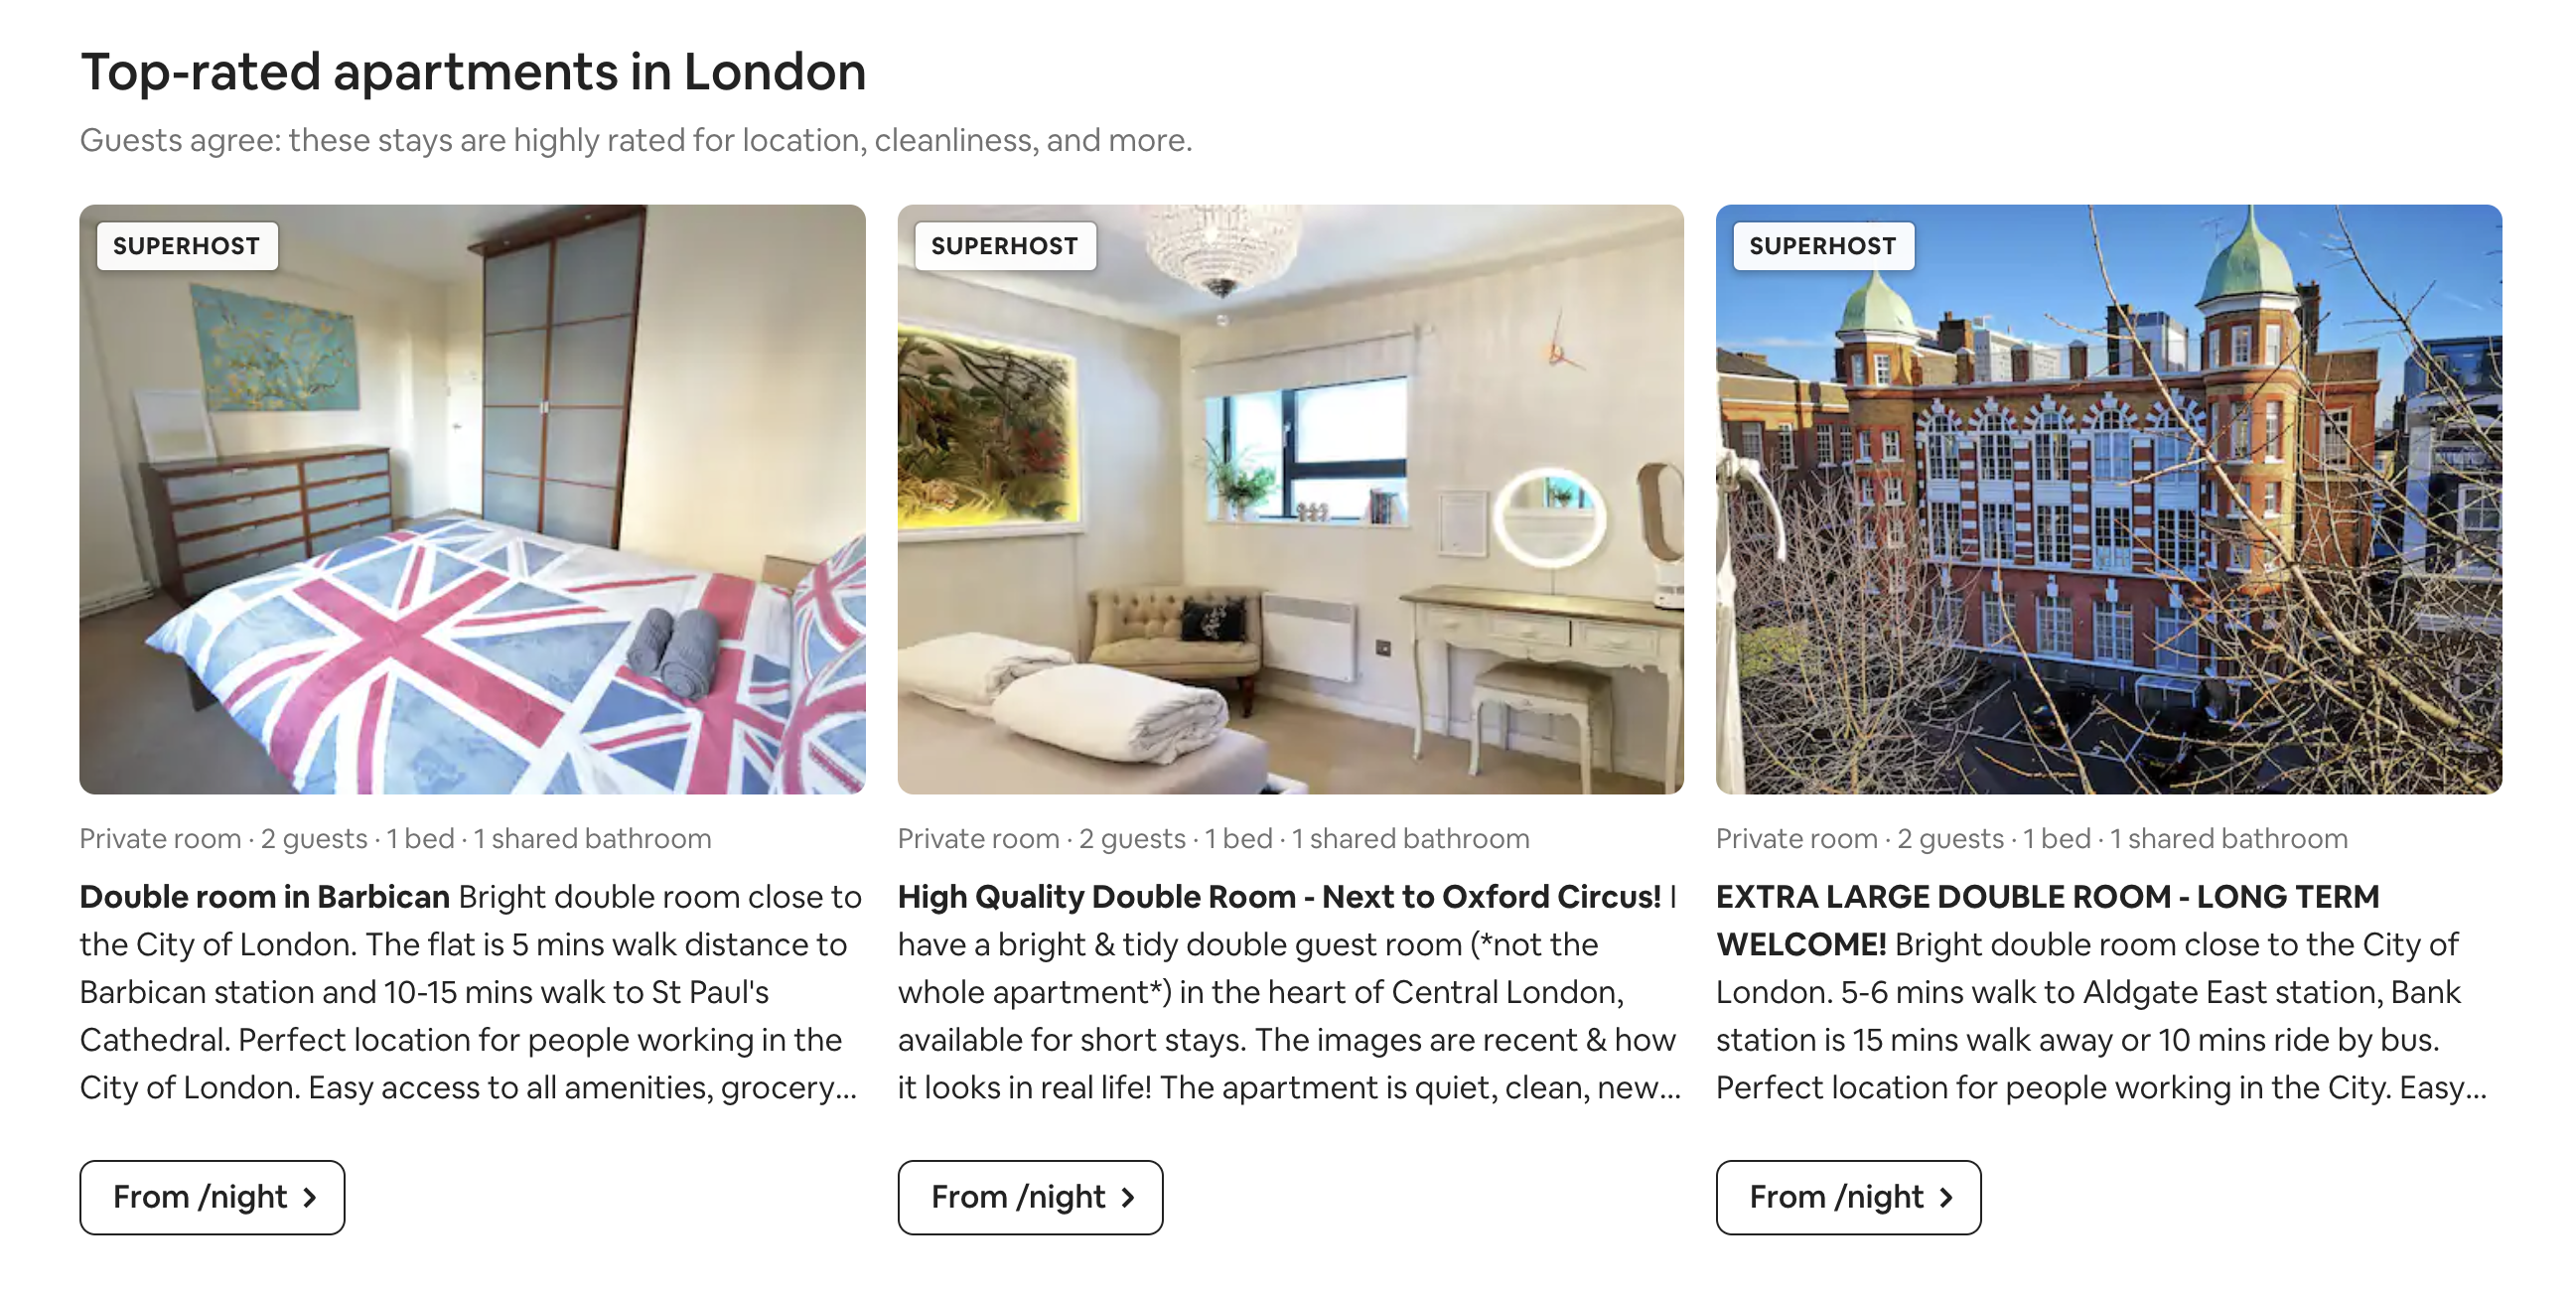 Top-rated apartments in London
Guests agree: these stays are highly rated for location, cleanliness, and more.
SUPERHOST
Private room · 2 guests · 1 bed · 1 shared bathroom
Double room in Barbican Bright double room close to
the City of London. The flat is 5 mins walk distance to
Barbican station and 10-15 mins walk to St Paul's
Cathedral. Perfect location for people working in the
City of London. Easy access to all amenities, grocery...
From /night
SUPERHOST
Private room · 2 guests · 1 bed · 1 shared bathroom
High Quality Double Room - Next to Oxford Circus! I
have a bright & tidy double guest room (*not the
whole apartment*) in the heart of Central London,
available for short stays. The images are recent & how
it looks in real life! The apartment is quiet, clean, new...
From /night
SUPERHOST
Private room · 2 guests · 1 bed · 1 shared bathroom
EXTRA LARGE DOUBLE ROOM - LONG TERM
WELCOME! Bright double room close to the City of
London. 5-6 mins walk to Aldgate East station, Bank
station is 15 mins walk away or 10 mins ride by bus.
Perfect location for people working in the City. Easy...
From /night